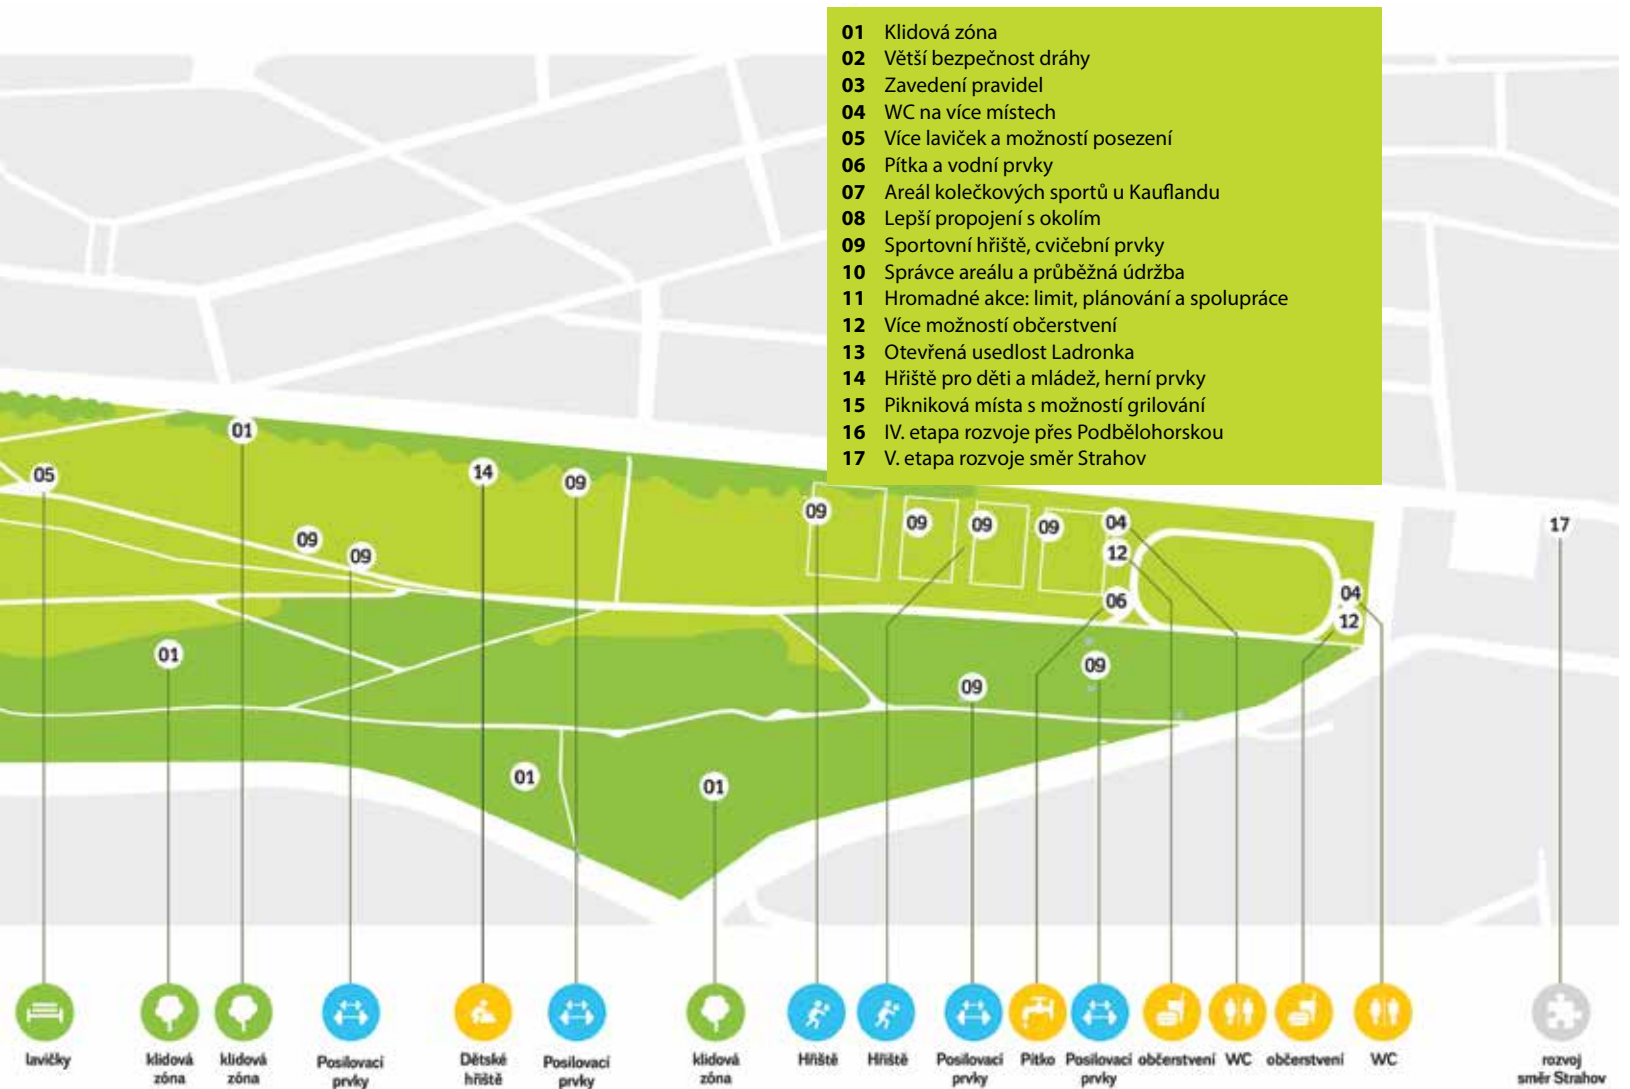 01 Klidová zóna
02 Větší bezpečnost dráhy
03 Zavedení pravidel
04 WC na více místech
05 Více laviček a možností posezení
06 Pítka a vodní prvky
07 Areál kolečkových sportů u Kauflandu
08 Lepší propojení s okolím
09 Sportovní hřiště, cvičební prvky
10 Správce areálu a průběžná údržba
11 Hromadné akce: limit, plánování a spolupráce
12 Více možností občerstvení
13 Otevřená usedlost Ladronka
14 Hřiště pro děti a mládež, herní prvky
15 Pikniková místa s možností grilování
16 IV. etapa rozvoje přes Podbělohorskou
17 V. etapa rozvoje směr Strahov
01
05
14
09
09
09
09
09
04
17
09
09
12
06
04
12
01
09
09
01
01
lavičky
klidová
zóna
klidová
zóna
Posilovací
prvky
Dětské
hřiště
Posilovací
prvky
klidová
zóna
Hřiště
Hřiště
Posilovací
prvky
Pítko
Posilovací
prvky
občerstvení
WC
občerstvení
WC
rozvoj
směr Strahov